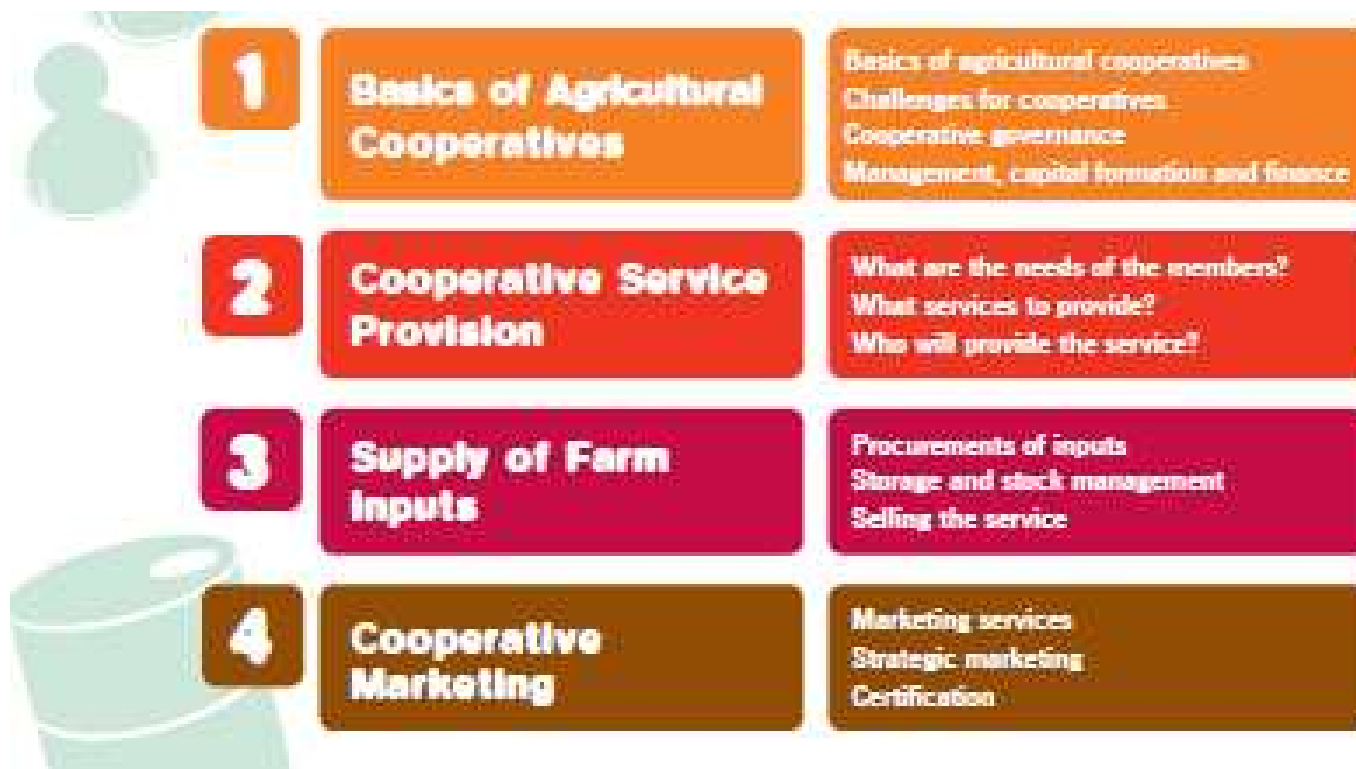 1
Basics of Agricultural
Cooperatives
Basics of agricultural cooperatives
Challenges for cooperatives
Cooperative governance
Management, capital formation and finance
2
Cooperative Service
Provision
What are the needs of the members?
What services to provide?
Who will provide the service?
3
Supply of Farm
Inputs
Procurements of inputs
Storage and stock management
Selling the service
4
Cooperative
Marketing
Marketing services
Strategic marketing
Certification